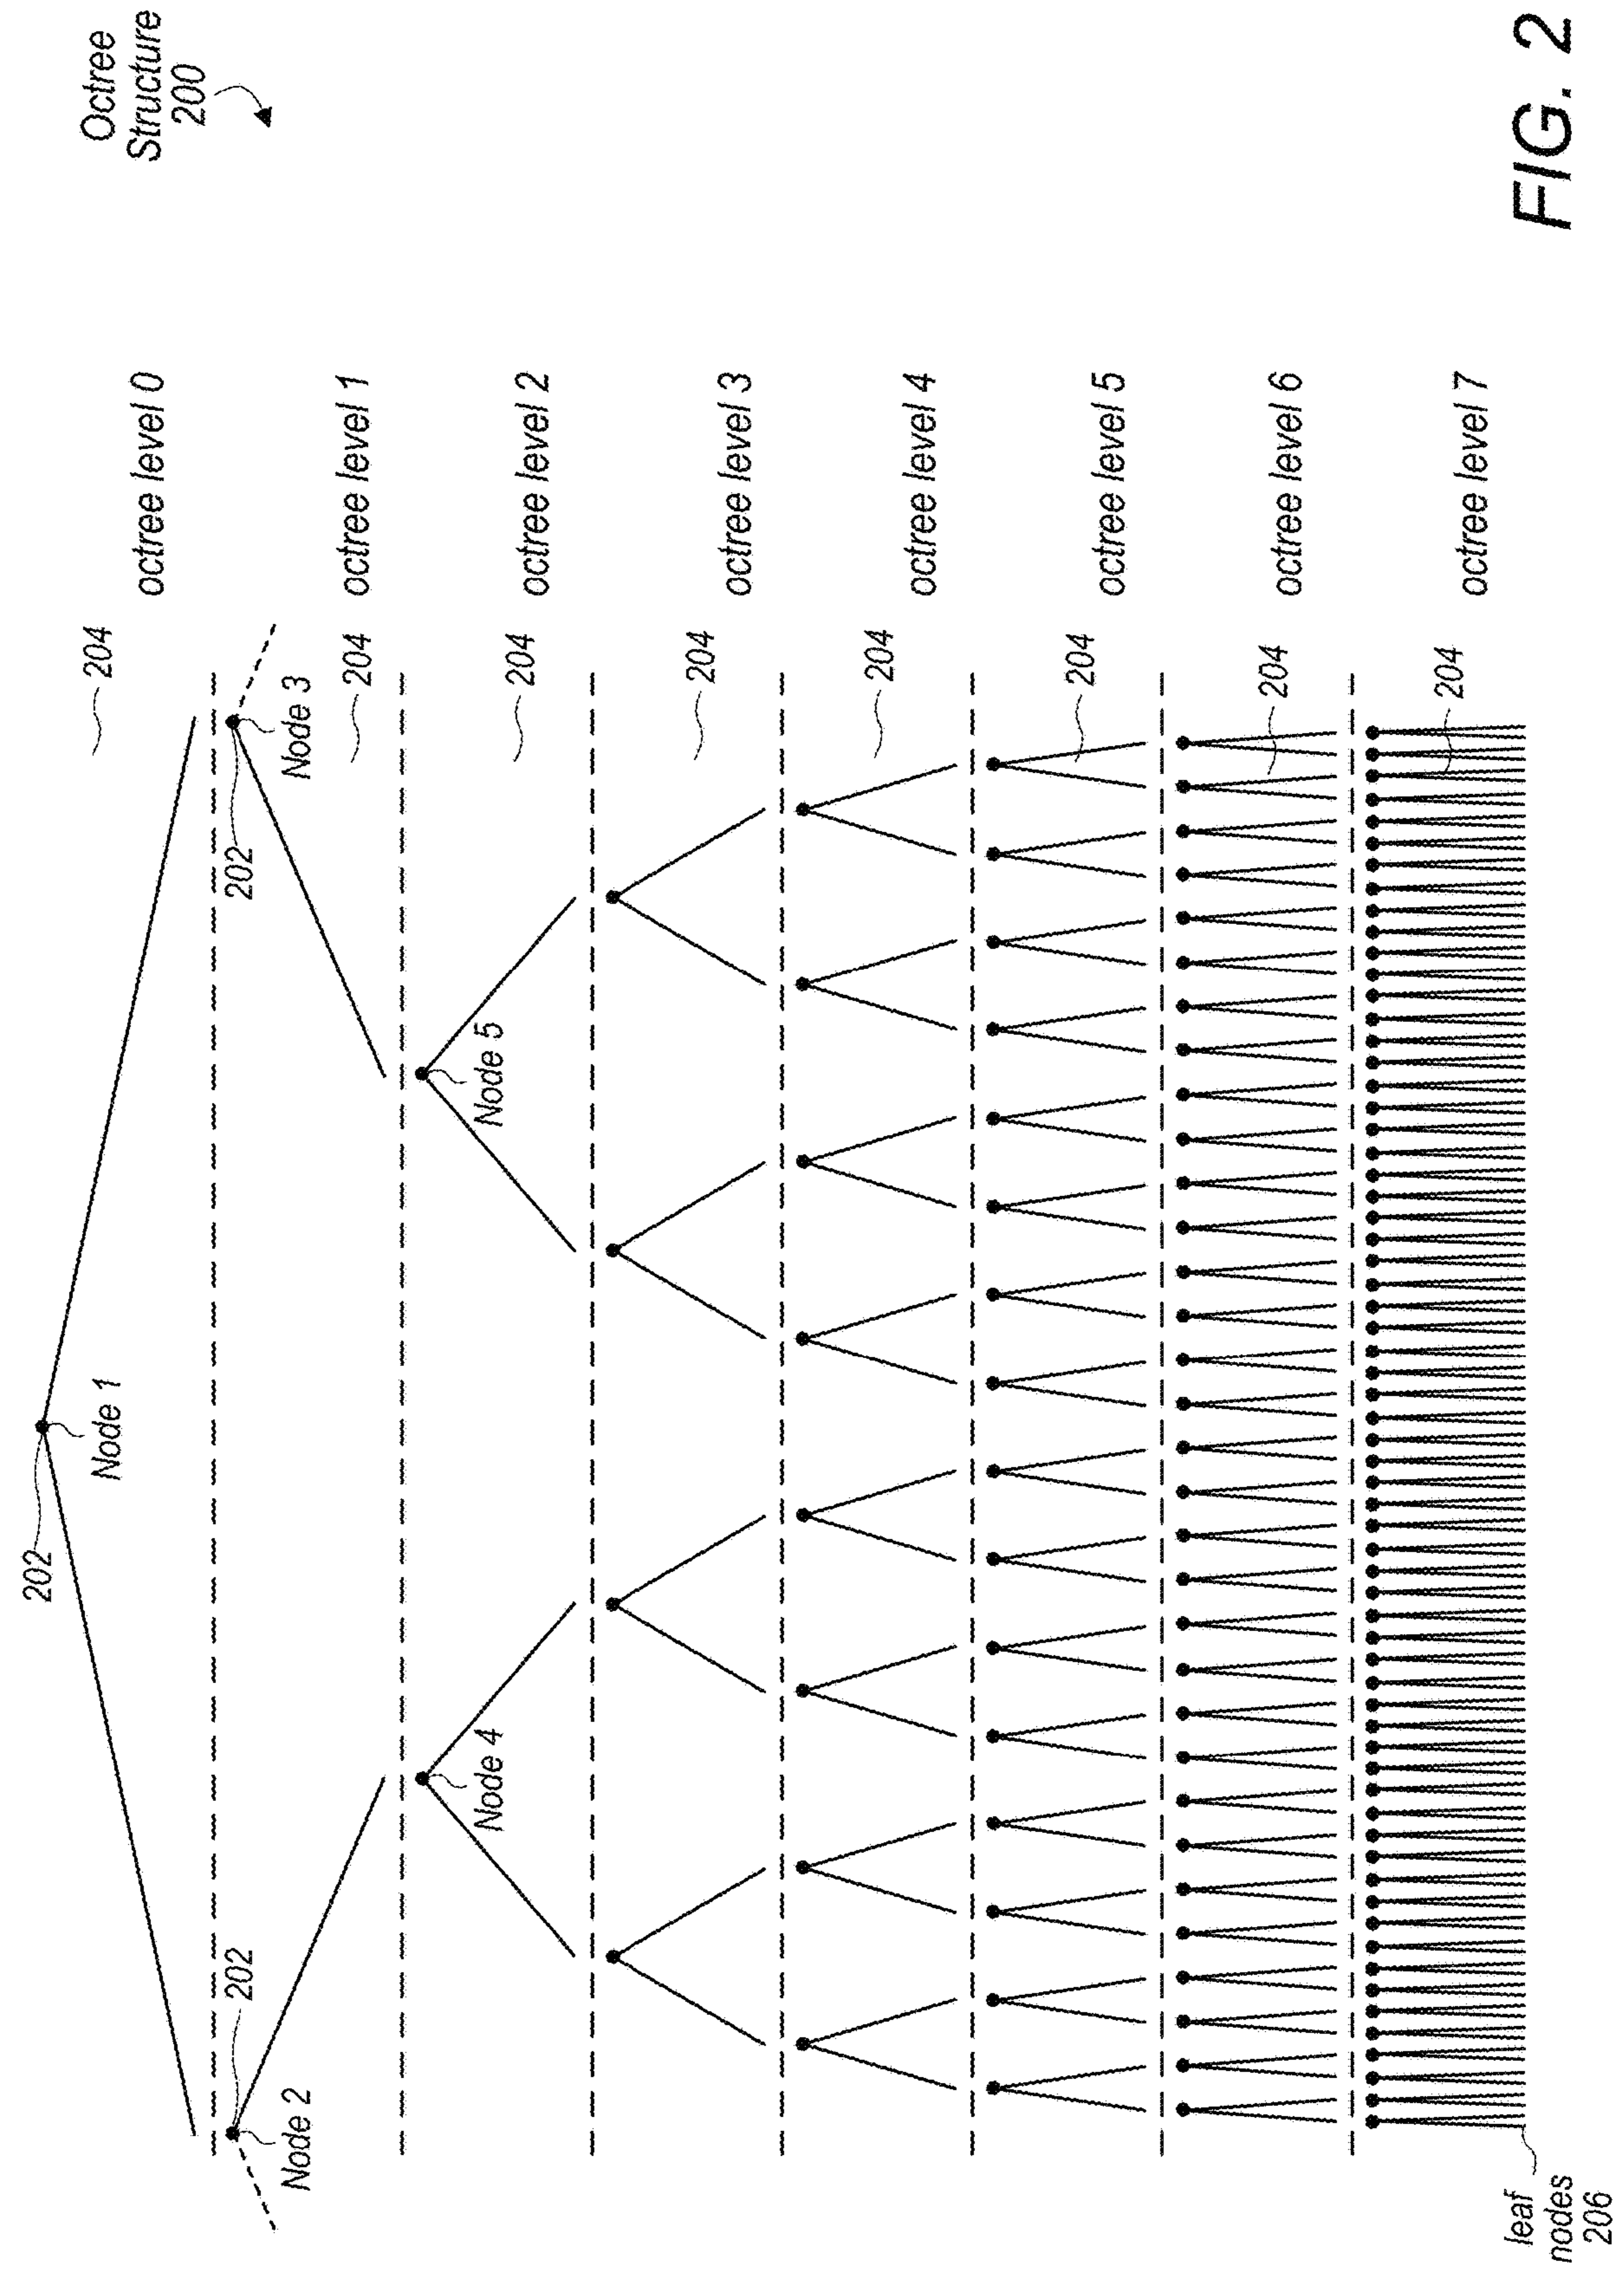 Octree
Structure
200
202
Node 1
204
octree level 0
Node 2
202
202
Node 3
204
octree level 1
Node 4
Node 5
204
octree level 2
204
octree level 3
204
octree level 4
204
octree level 5
204
octree level 6
204
octree level 7
leaf
nodes
206
FIG. 2